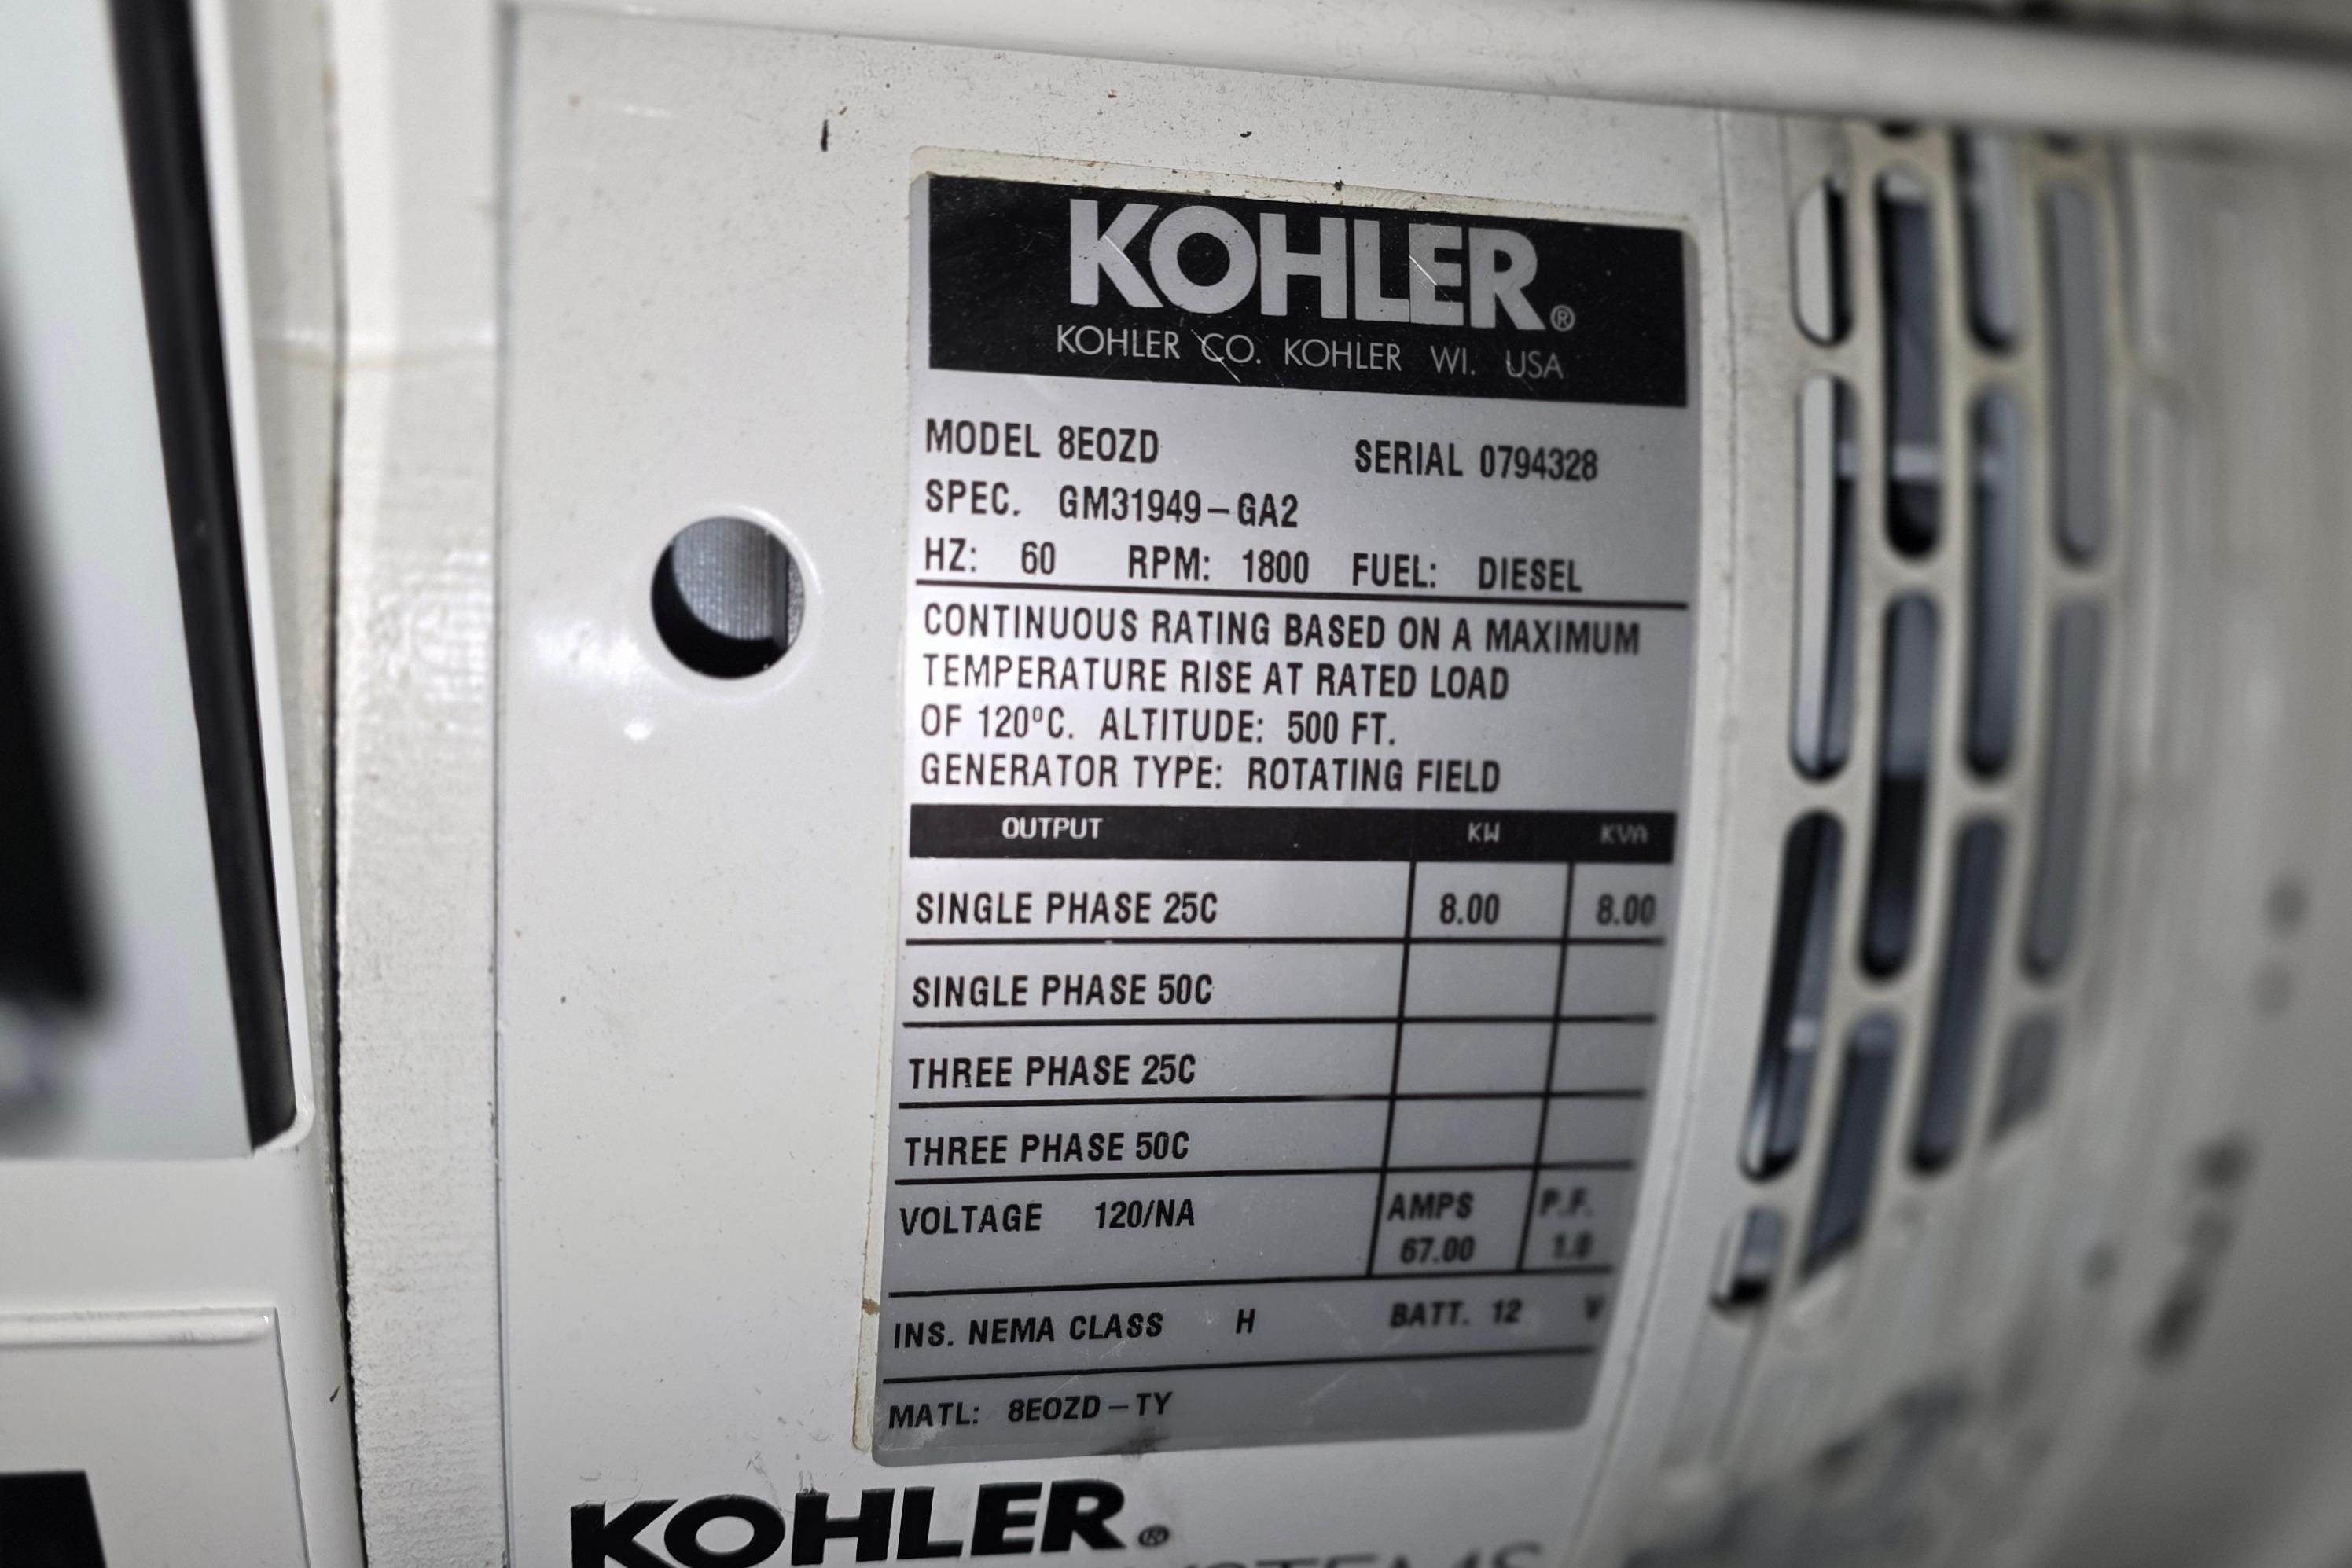 KOHLER®
KOHLER CO. KOHLER WI. USA
MODEL 8EOZD SERIAL 0794328
SPEC. GM31949-GA2
HZ: 60 RPM: 1800 FUEL: DIESEL
CONTINUOUS RATING BASED ON A MAXIMUM
TEMPERATURE RISE AT RATED LOAD
OF 120ºC. ALTITUDE: 500 FT.
GENERATOR TYPE: ROTATING FIELD
OUTPUT KW KVA
SINGLE PHASE 25C 8.00 8.00
SINGLE PHASE 50C
THREE PHASE 25C
THREE PHASE 50C
VOLTAGE 120/NA AMPS P.F.
67.00 1.0
INS. NEMA CLASS H BATT. 12 V
MATL: 8EOZD-TY
KOHLER®